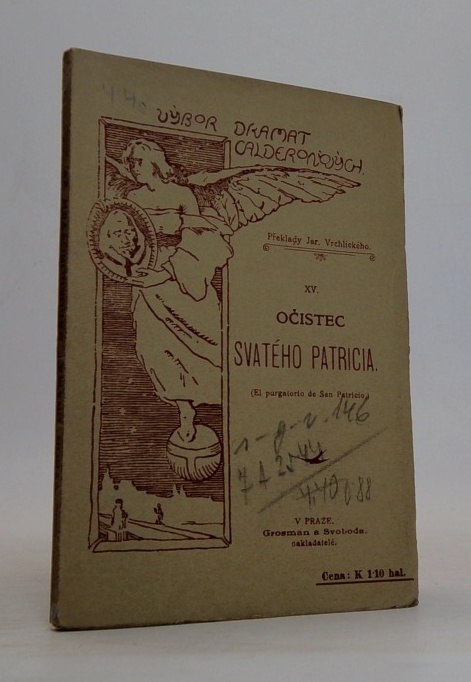 VÝBOR DRAMAT
CALDERONOVÝCH.
Překlady Jar. Vrchlického.
XV.
OČISTEC
SVATÉHO PATRICIA.
(El purgatorio de San Patricio.)
146
V PRAZE.
Grosman a Svoboda.
nakladatelé.
Cena: K 1·10 hal.